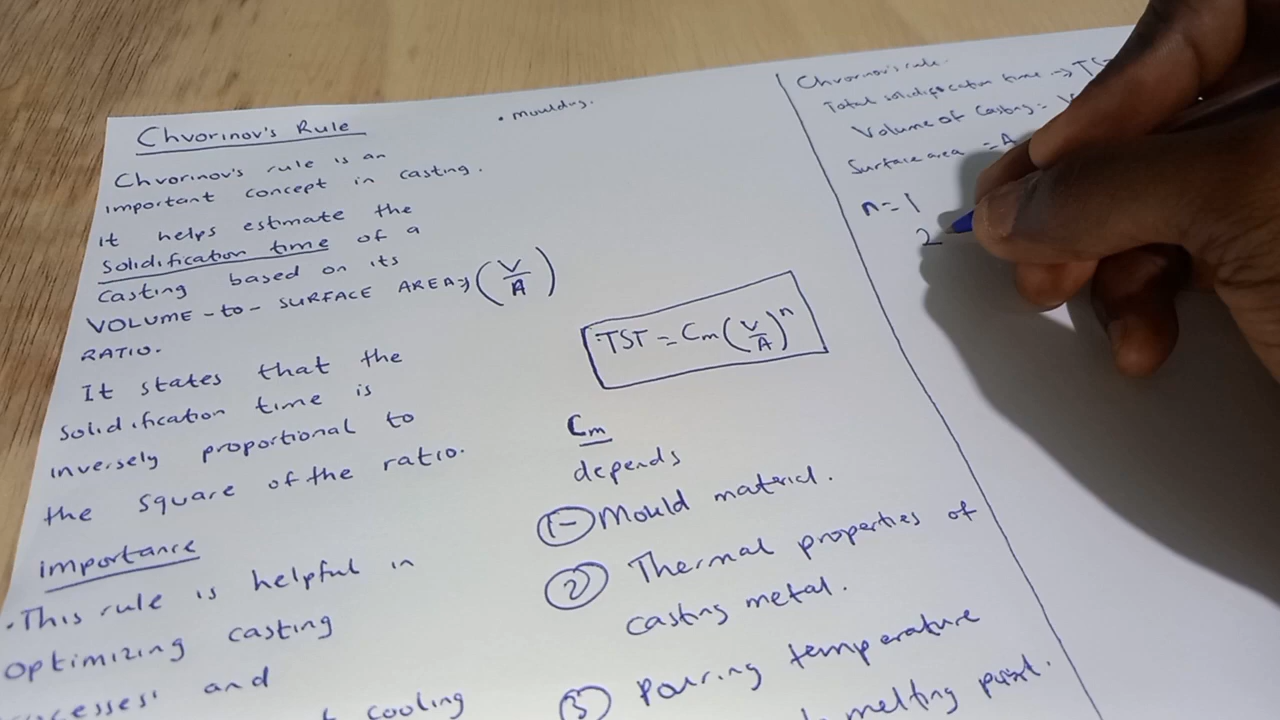 Chvorinov's Rule
Chvorinov's rule is an
important concept in casting.
it helps estimate the
Solidification time of a
casting based on its
VOLUME-to-SURFACE AREA→(V/A)
RATIO.
It states that the
solidification time is
inversely proportional to
the square of the ratio.
importance
• This rule is helpful in
optimizing casting
and
cooling
• moulding.
TST = Cm(V/A)^n
Cm
depends
①- Mould material.
② Thermal properties of
casting metal.
③ pouring temperature
melting point.
Chvorinov's rule
Total solidification time →
Volume of Casting =
Surface area = A
n = 1
2